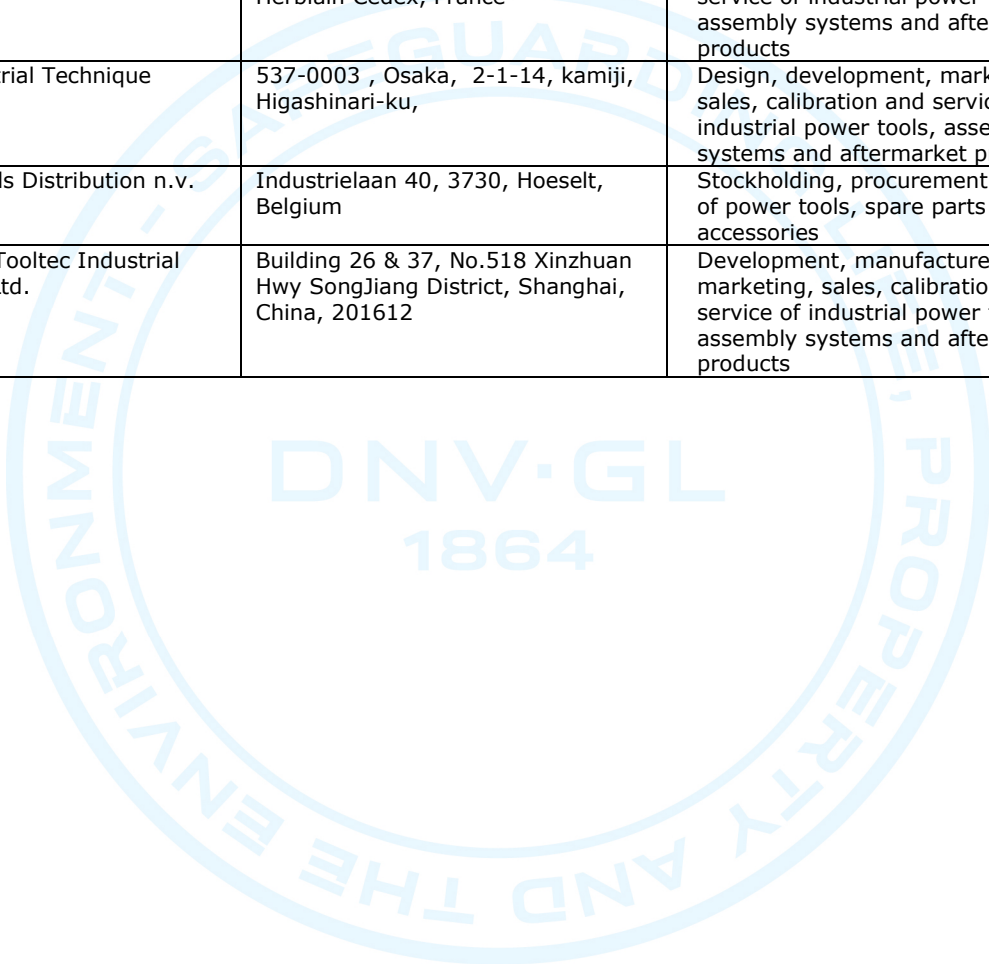 Herblain Cedex, France
service of industrial power
assembly systems and afte
products
trial Technique
537-0003 , Osaka, 2-1-14, kamiji,
Higashinari-ku,
Design, development, mark
sales, calibration and servic
industrial power tools, asse
systems and aftermarket p
ls Distribution n.v.
Industrielaan 40, 3730, Hoeselt,
Belgium
Stockholding, procurement
of power tools, spare parts
accessories
Tooltec Industrial
td.
Building 26 & 37, No.518 Xinzhuan
Hwy SongJiang District, Shanghai,
China, 201612
Development, manufacture
marketing, sales, calibratio
service of industrial power
assembly systems and afte
products
DNV·GL
1864
SAFEGUARDING LIFE, PROPERTY AND THE ENVIRONMENT -